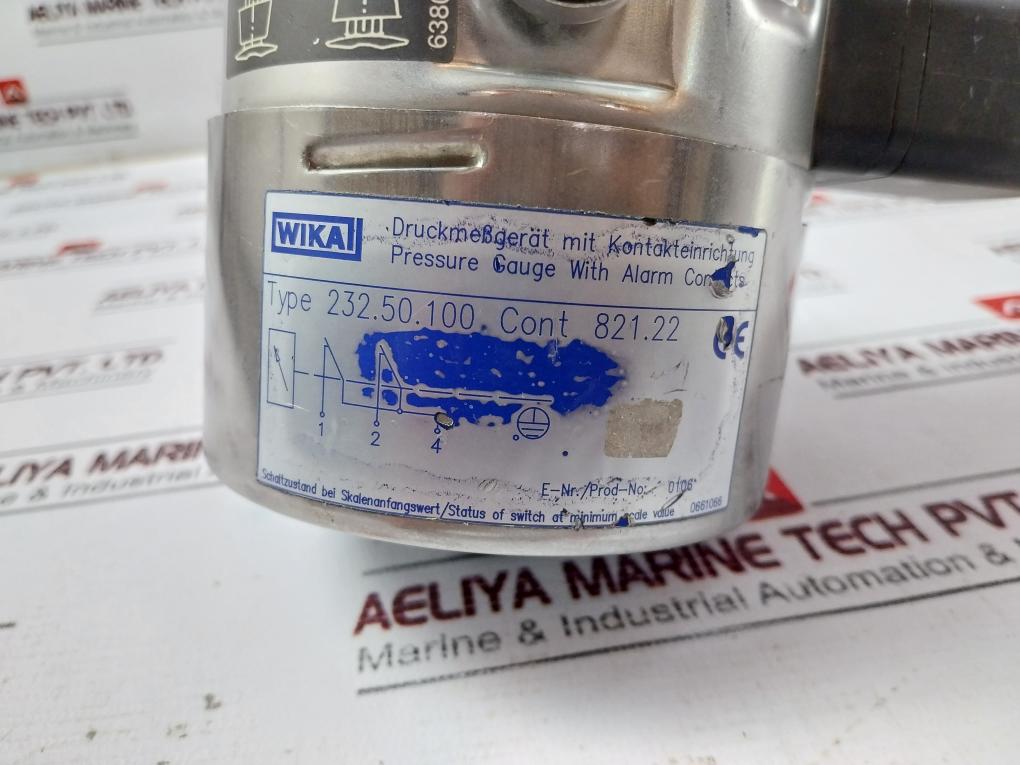 6380
WIKA
Druckmeßgerät mit Kontakteinrichtung
Pressure Gauge With Alarm Contacts
Type 232.50.100 Cont 821.22
CE
1 2 4
E-Nr./Prod-No: 0106
Schaltzustand bei Skalenanfangswert/Status of switch at minimum scale value 0661066
AELIYA MARINE TECH PVT
Marine & Industrial Automation &